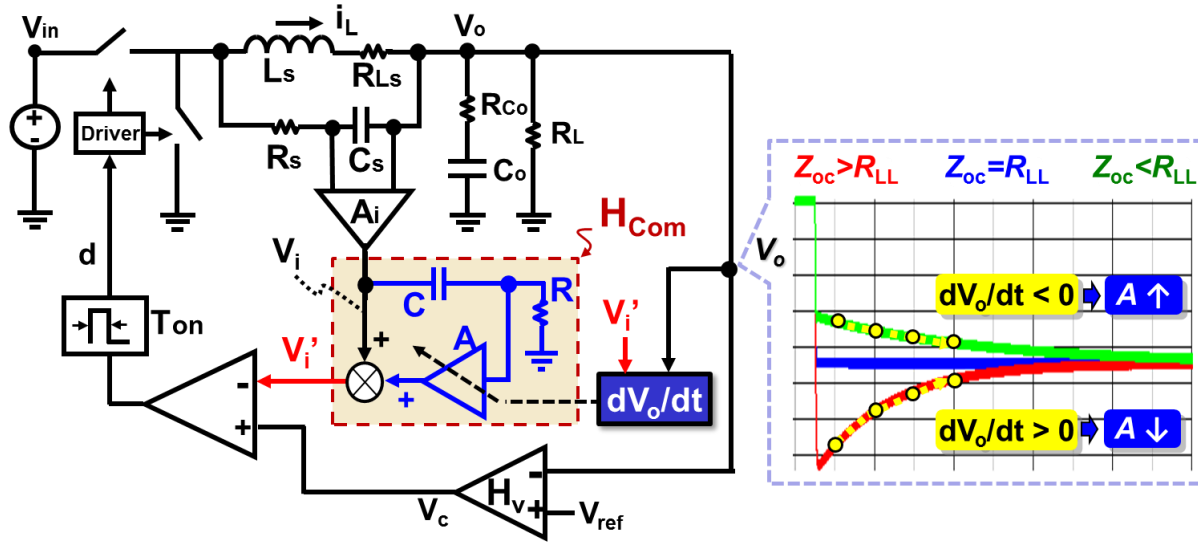 Vin
iL
Vo
Ls
RLs
+
-
Driver
Rs
Cs
RCo
RL
Co
Zoc>RLL
Zoc=RLL
Zoc<RLL
Ai
HCom
d
Vi
Vo
C
R
dVo/dt < 0
A ↑
Vi’
Ton
+
A
Vi’
-
+
dVo/dt
dVo/dt > 0
A ↓
+
-
Hv
Vc
+
Vref